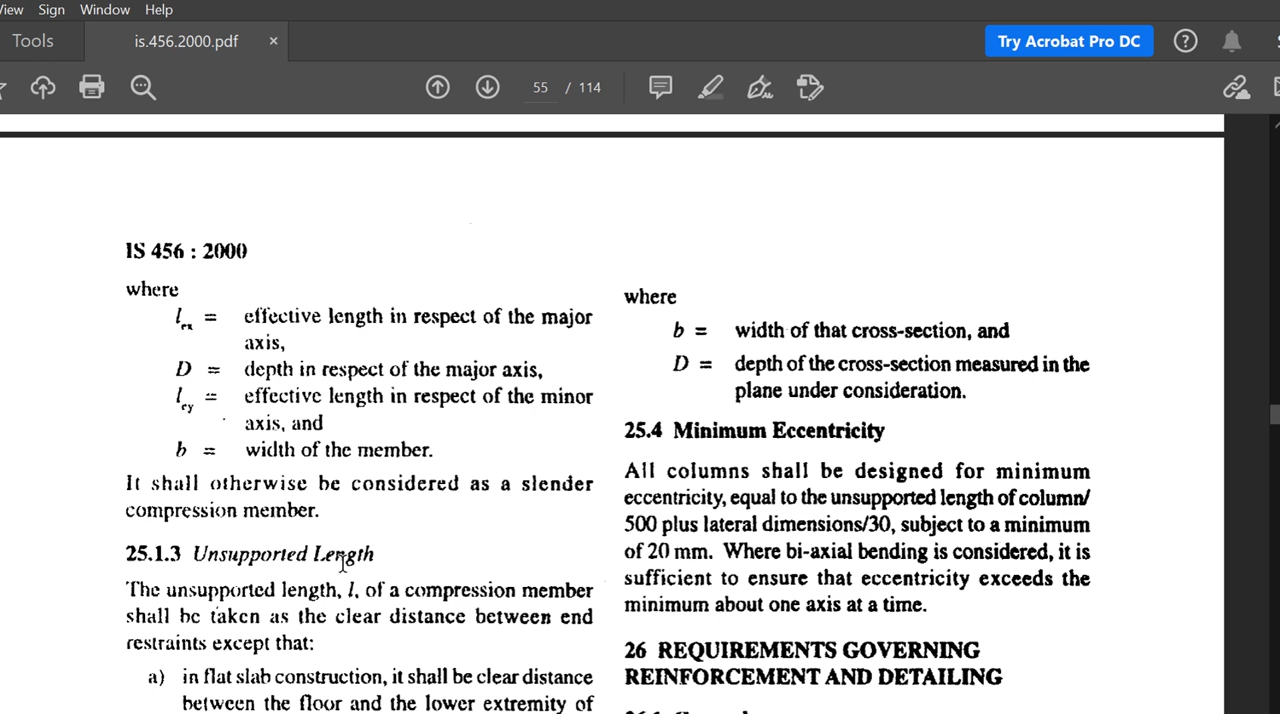 View Sign Window Help
Tools is.456.2000.pdf × Try Acrobat Pro DC ?
55 / 114
IS 456 : 2000
where
lex = effective length in respect of the major
axis,
D = depth in respect of the major axis,
ley = effective length in respect of the minor
axis, and
b = width of the member.
It shall otherwise be considered as a slender
compression member.
25.1.3 Unsupported Length
The unsupported length, l, of a compression member
shall be taken as the clear distance between end
restraints except that:
a) in flat slab construction, it shall be clear distance
between the floor and the lower extremity of
where
b = width of that cross-section, and
D = depth of the cross-section measured in the
plane under consideration.
25.4 Minimum Eccentricity
All columns shall be designed for minimum
eccentricity, equal to the unsupported length of column/
500 plus lateral dimensions/30, subject to a minimum
of 20 mm. Where bi-axial bending is considered, it is
sufficient to ensure that eccentricity exceeds the
minimum about one axis at a time.
26 REQUIREMENTS GOVERNING
REINFORCEMENT AND DETAILING